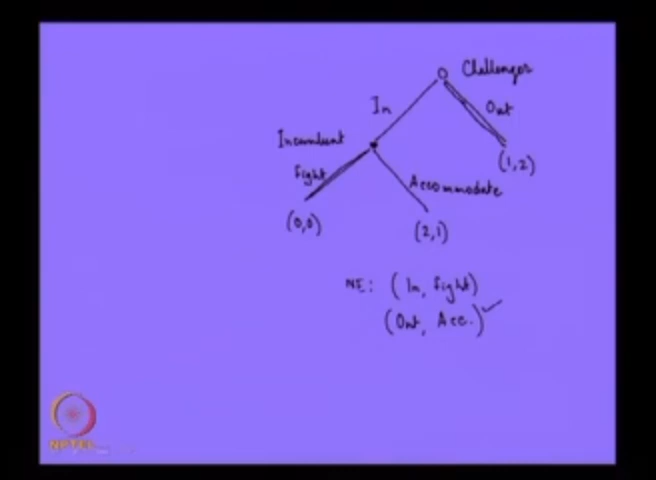 Challenger
In
Out
Incumbent
Fight
Accommodate
(1,2)
(0,0)
(2,1)
NE: (In, Fight)
(Out, Acc.) ✓
NPTEL